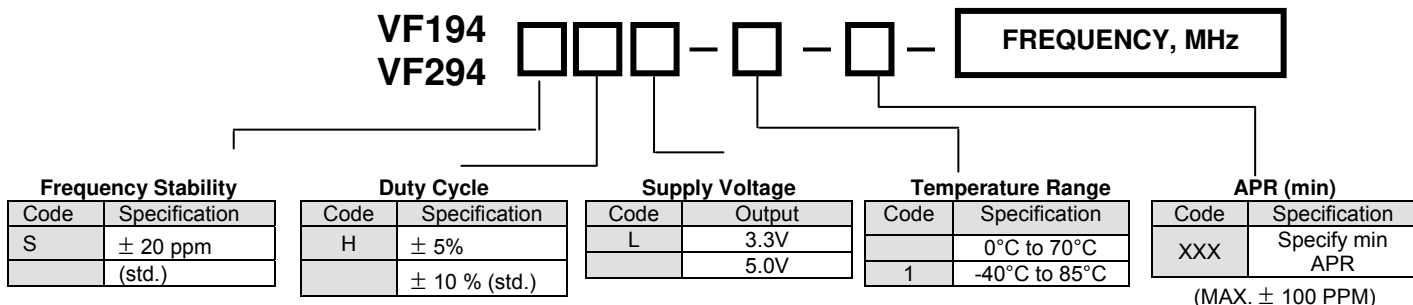 VF194
VF294
— — — FREQUENCY, MHz
Frequency Stability
Code Specification
S ± 20 ppm
(std.)
Duty Cycle
Code Specification
H ± 5%
± 10 % (std.)
Supply Voltage
Code Output
L 3.3V
5.0V
Temperature Range
Code Specification
0°C to 70°C
1 -40°C to 85°C
APR (min)
Code Specification
XXX Specify min
APR
(MAX. ± 100 PPM)